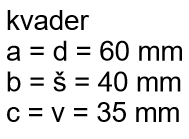 kvader
a = d = 60 mm
b = š = 40 mm
c = v = 35 mm